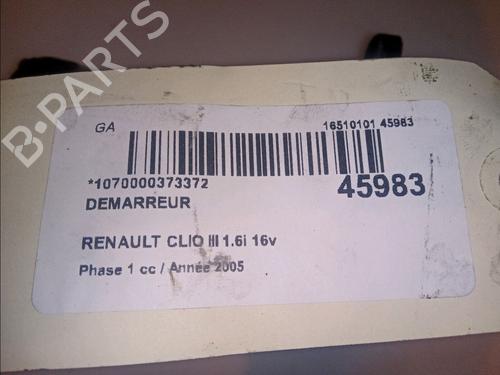 B-PARTS
GA
16510101 45983
*1070000373372
45983
DEMARREUR
RENAULT CLIO III 1.6i 16v
Phase 1 cc / Année 2005